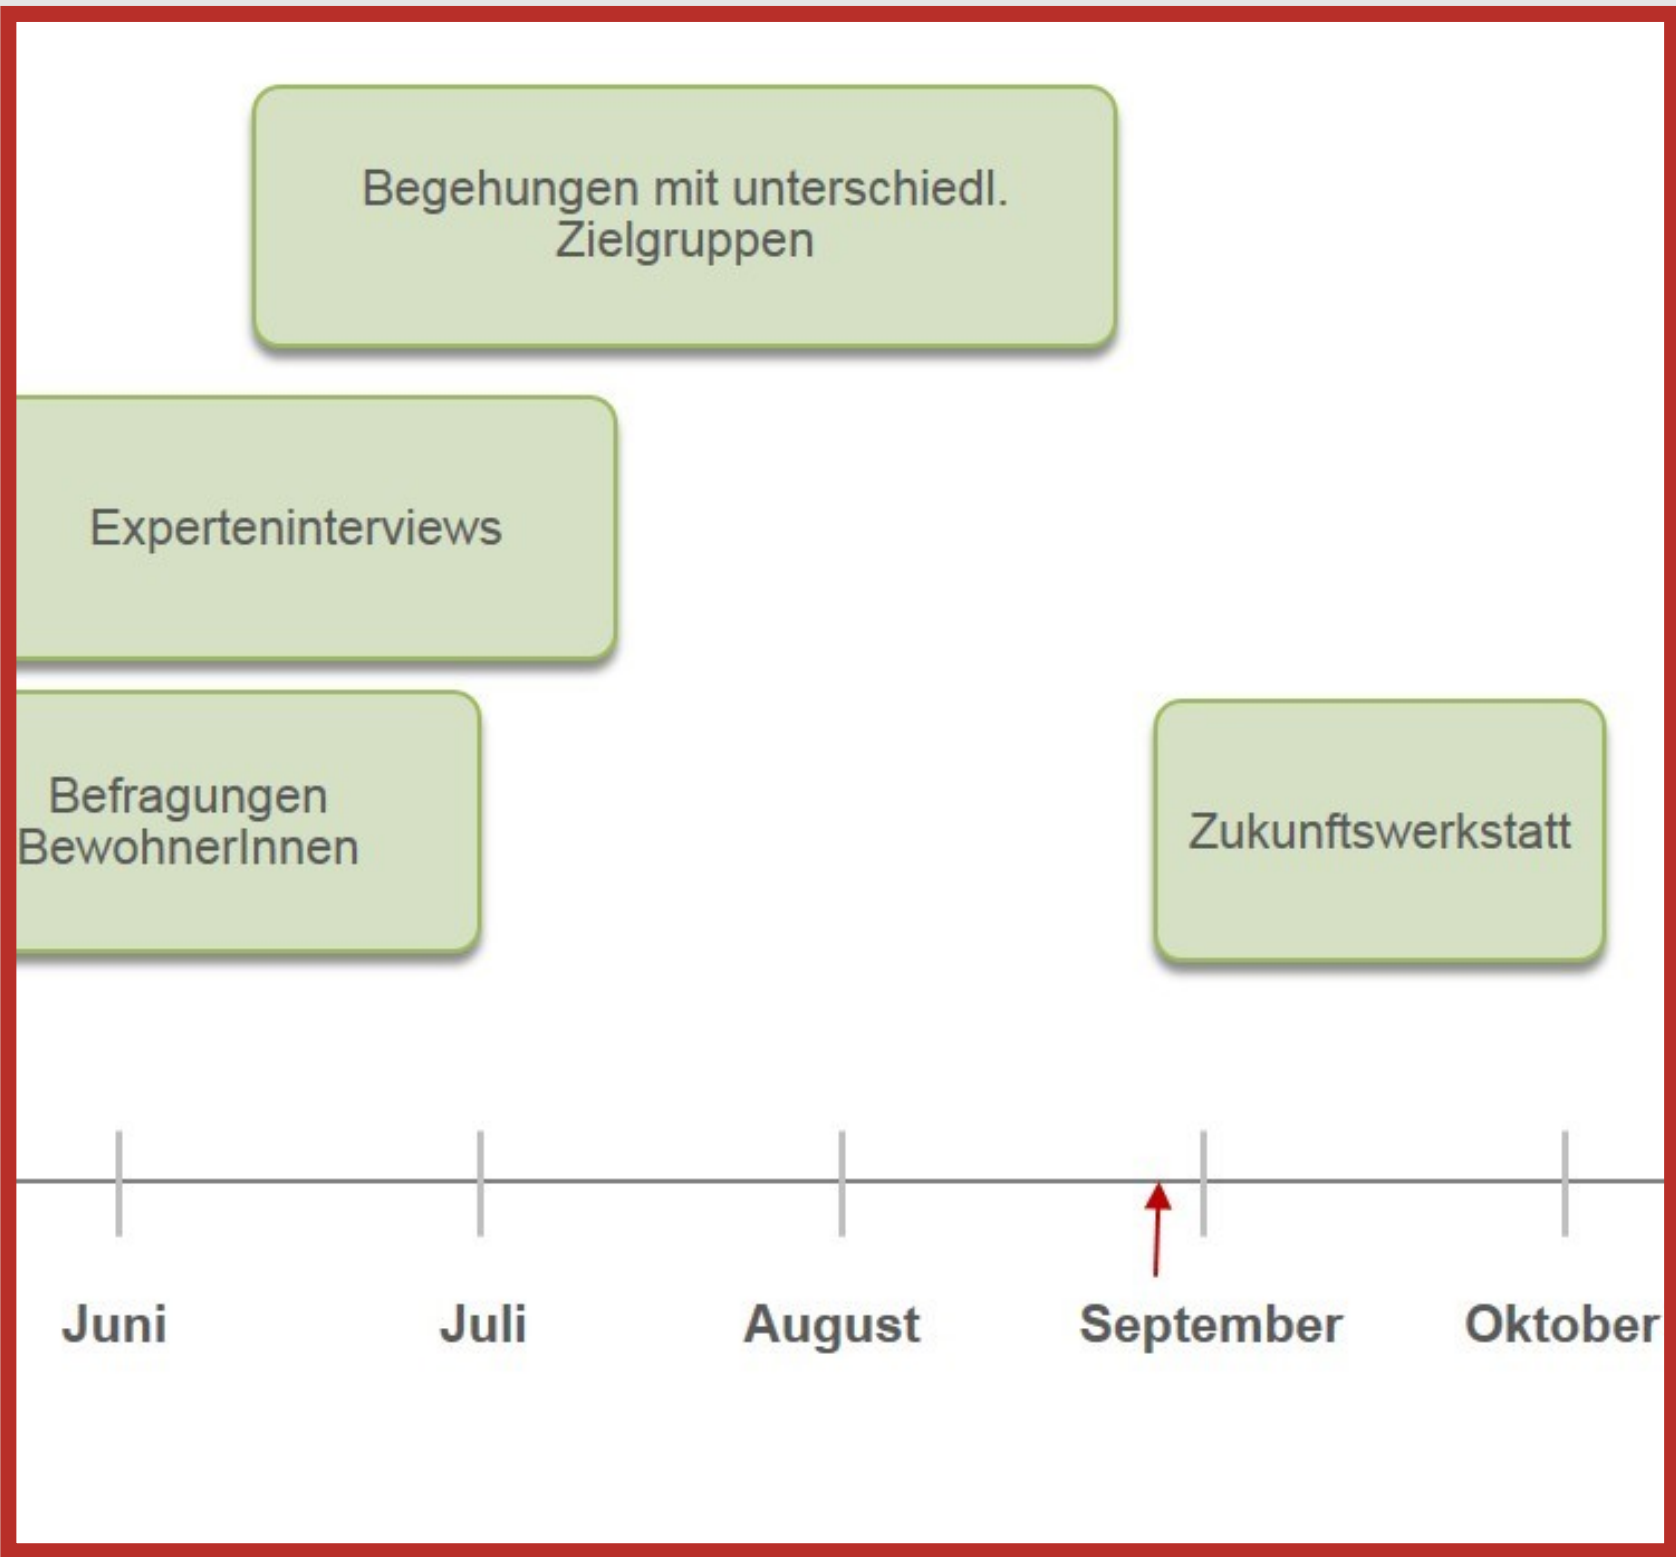 Begehungen mit unterschiedl.
Zielgruppen
Experteninterviews
Befragungen
BewohnerInnen
Zukunftswerkstatt
Juni
Juli
August
September
Oktober